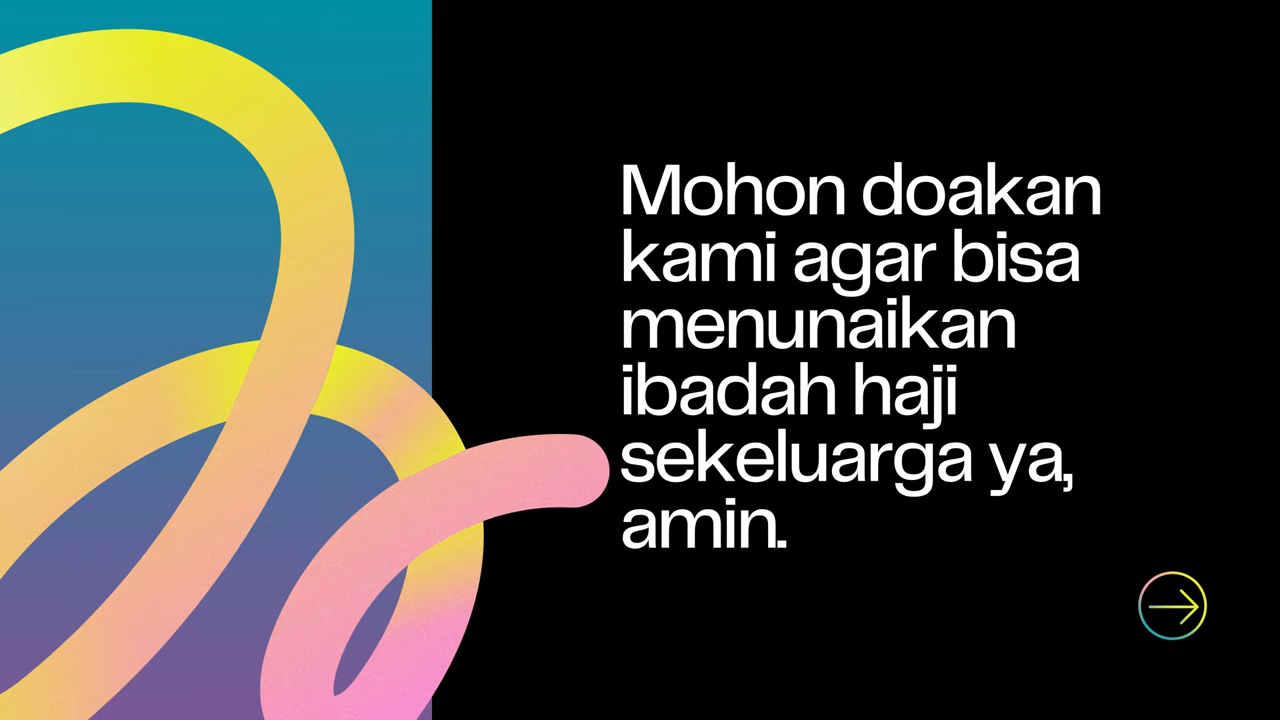 Mohon doakan
kami agar bisa
menunaikan
ibadah haji
sekeluarga ya,
amin.